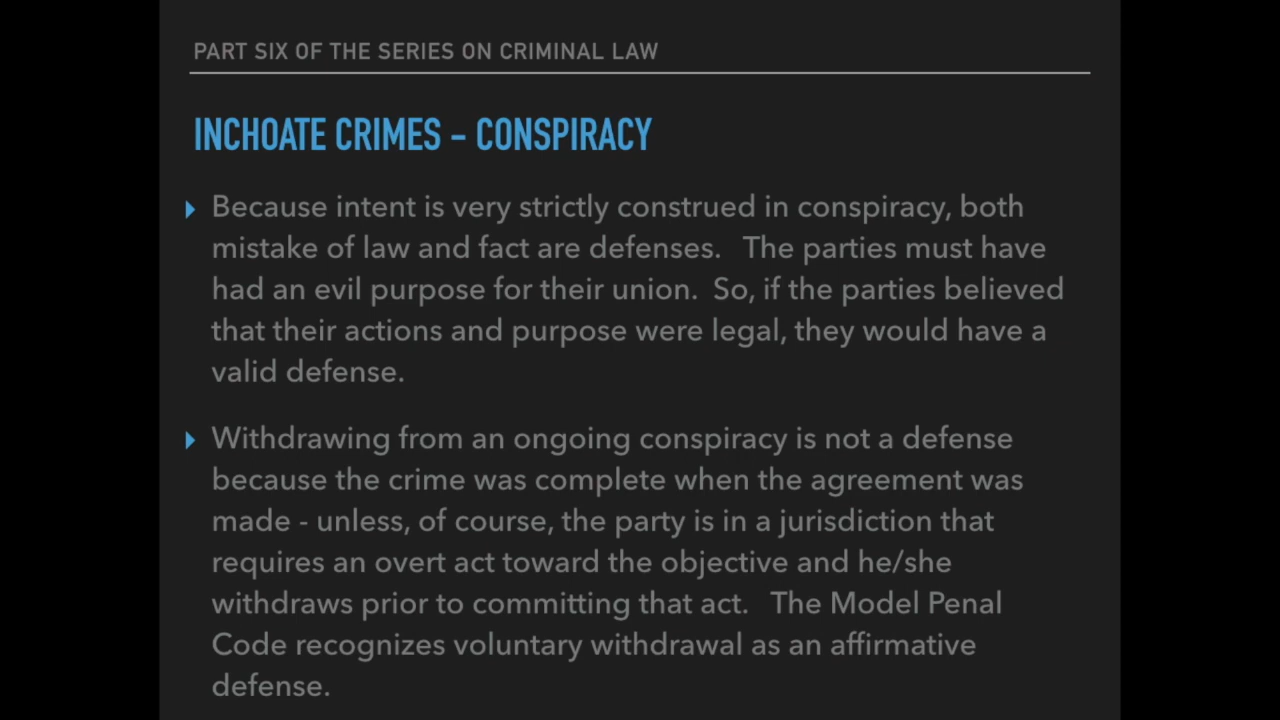 PART SIX OF THE SERIES ON CRIMINAL LAW
INCHOATE CRIMES - CONSPIRACY
Because intent is very strictly construed in conspiracy, both
mistake of law and fact are defenses. The parties must have
had an evil purpose for their union. So, if the parties believed
that their actions and purpose were legal, they would have a
valid defense.
Withdrawing from an ongoing conspiracy is not a defense
because the crime was complete when the agreement was
made - unless, of course, the party is in a jurisdiction that
requires an overt act toward the objective and he/she
withdraws prior to committing that act. The Model Penal
Code recognizes voluntary withdrawal as an affirmative
defense.